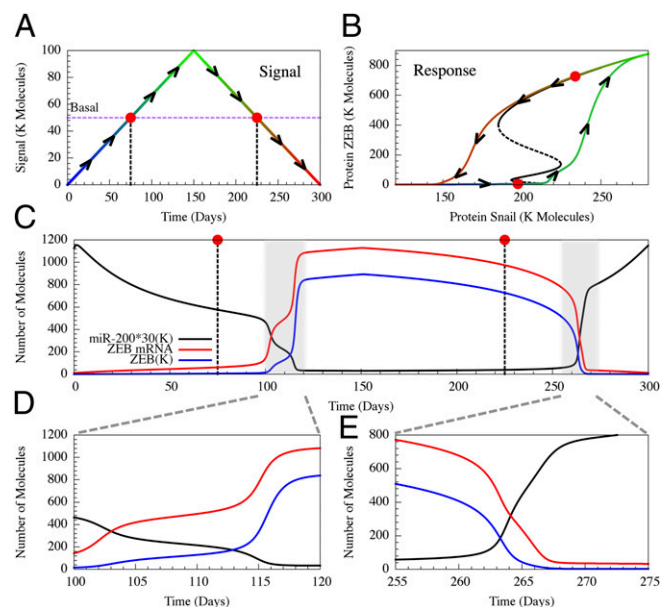 A
B
Signal
Basal
100
80
60
40
20
0
0 50 100 150 200 250 300
Signal (K Molecules)
Time (Days)
Response
800
600
400
200
0
150 200 250
Protein ZEB (K Molecules)
Protein Snail (K Molecules)
C
1200
1000
800
600
400
200
0
0 50 100 150 200 250 300
Number of Molecules
miR-200*30(K)
ZEB mRNA
ZEB(K)
Time (Days)
D
1200
1000
800
600
400
200
0
100 105 110 115 120
Number of Molecules
Time (Days)
E
800
600
400
200
0
255 260 265 270 275
Number of Molecules
Time (Days)